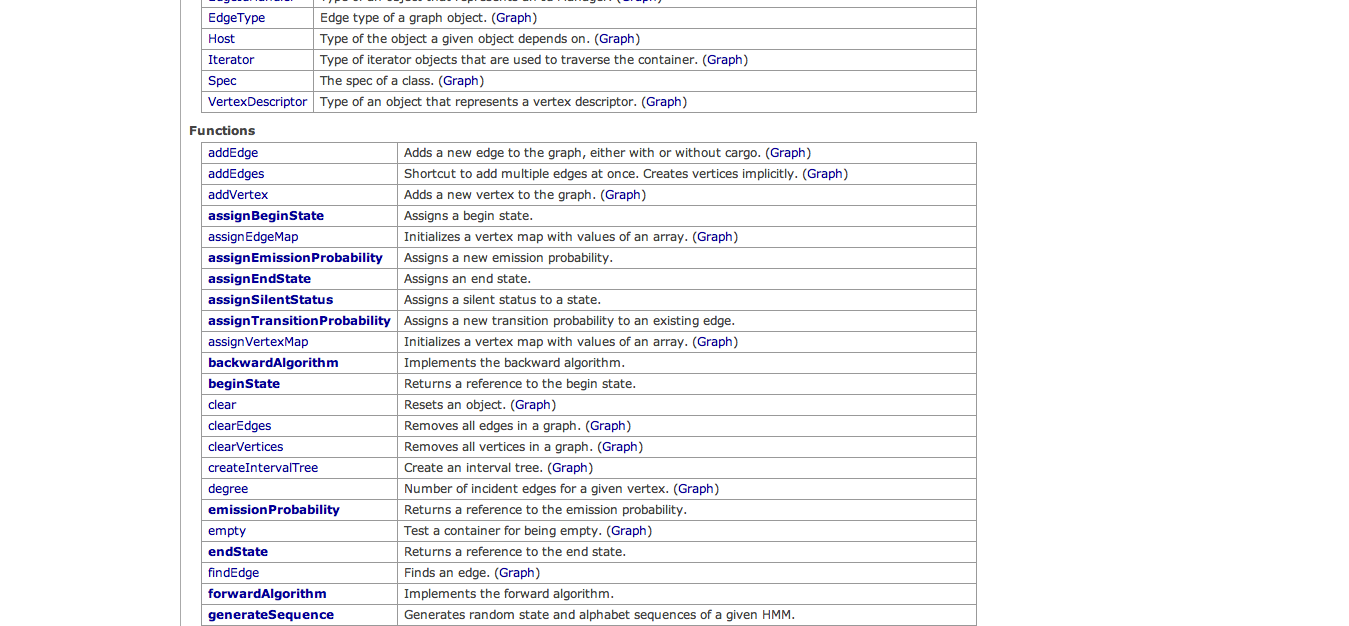 EdgeType Edge type of a graph object. (Graph)
Host Type of the object a given object depends on. (Graph)
Iterator Type of iterator objects that are used to traverse the container. (Graph)
Spec The spec of a class. (Graph)
VertexDescriptor Type of an object that represents a vertex descriptor. (Graph)
Functions
addEdge Adds a new edge to the graph, either with or without cargo. (Graph)
addEdges Shortcut to add multiple edges at once. Creates vertices implicitly. (Graph)
addVertex Adds a new vertex to the graph. (Graph)
assignBeginState Assigns a begin state.
assignEdgeMap Initializes a vertex map with values of an array. (Graph)
assignEmissionProbability Assigns a new emission probability.
assignEndState Assigns an end state.
assignSilentStatus Assigns a silent status to a state.
assignTransitionProbability Assigns a new transition probability to an existing edge.
assignVertexMap Initializes a vertex map with values of an array. (Graph)
backwardAlgorithm Implements the backward algorithm.
beginState Returns a reference to the begin state.
clear Resets an object. (Graph)
clearEdges Removes all edges in a graph. (Graph)
clearVertices Removes all vertices in a graph. (Graph)
createIntervalTree Create an interval tree. (Graph)
degree Number of incident edges for a given vertex. (Graph)
emissionProbability Returns a reference to the emission probability.
empty Test a container for being empty. (Graph)
endState Returns a reference to the end state.
findEdge Finds an edge. (Graph)
forwardAlgorithm Implements the forward algorithm.
generateSequence Generates random state and alphabet sequences of a given HMM.